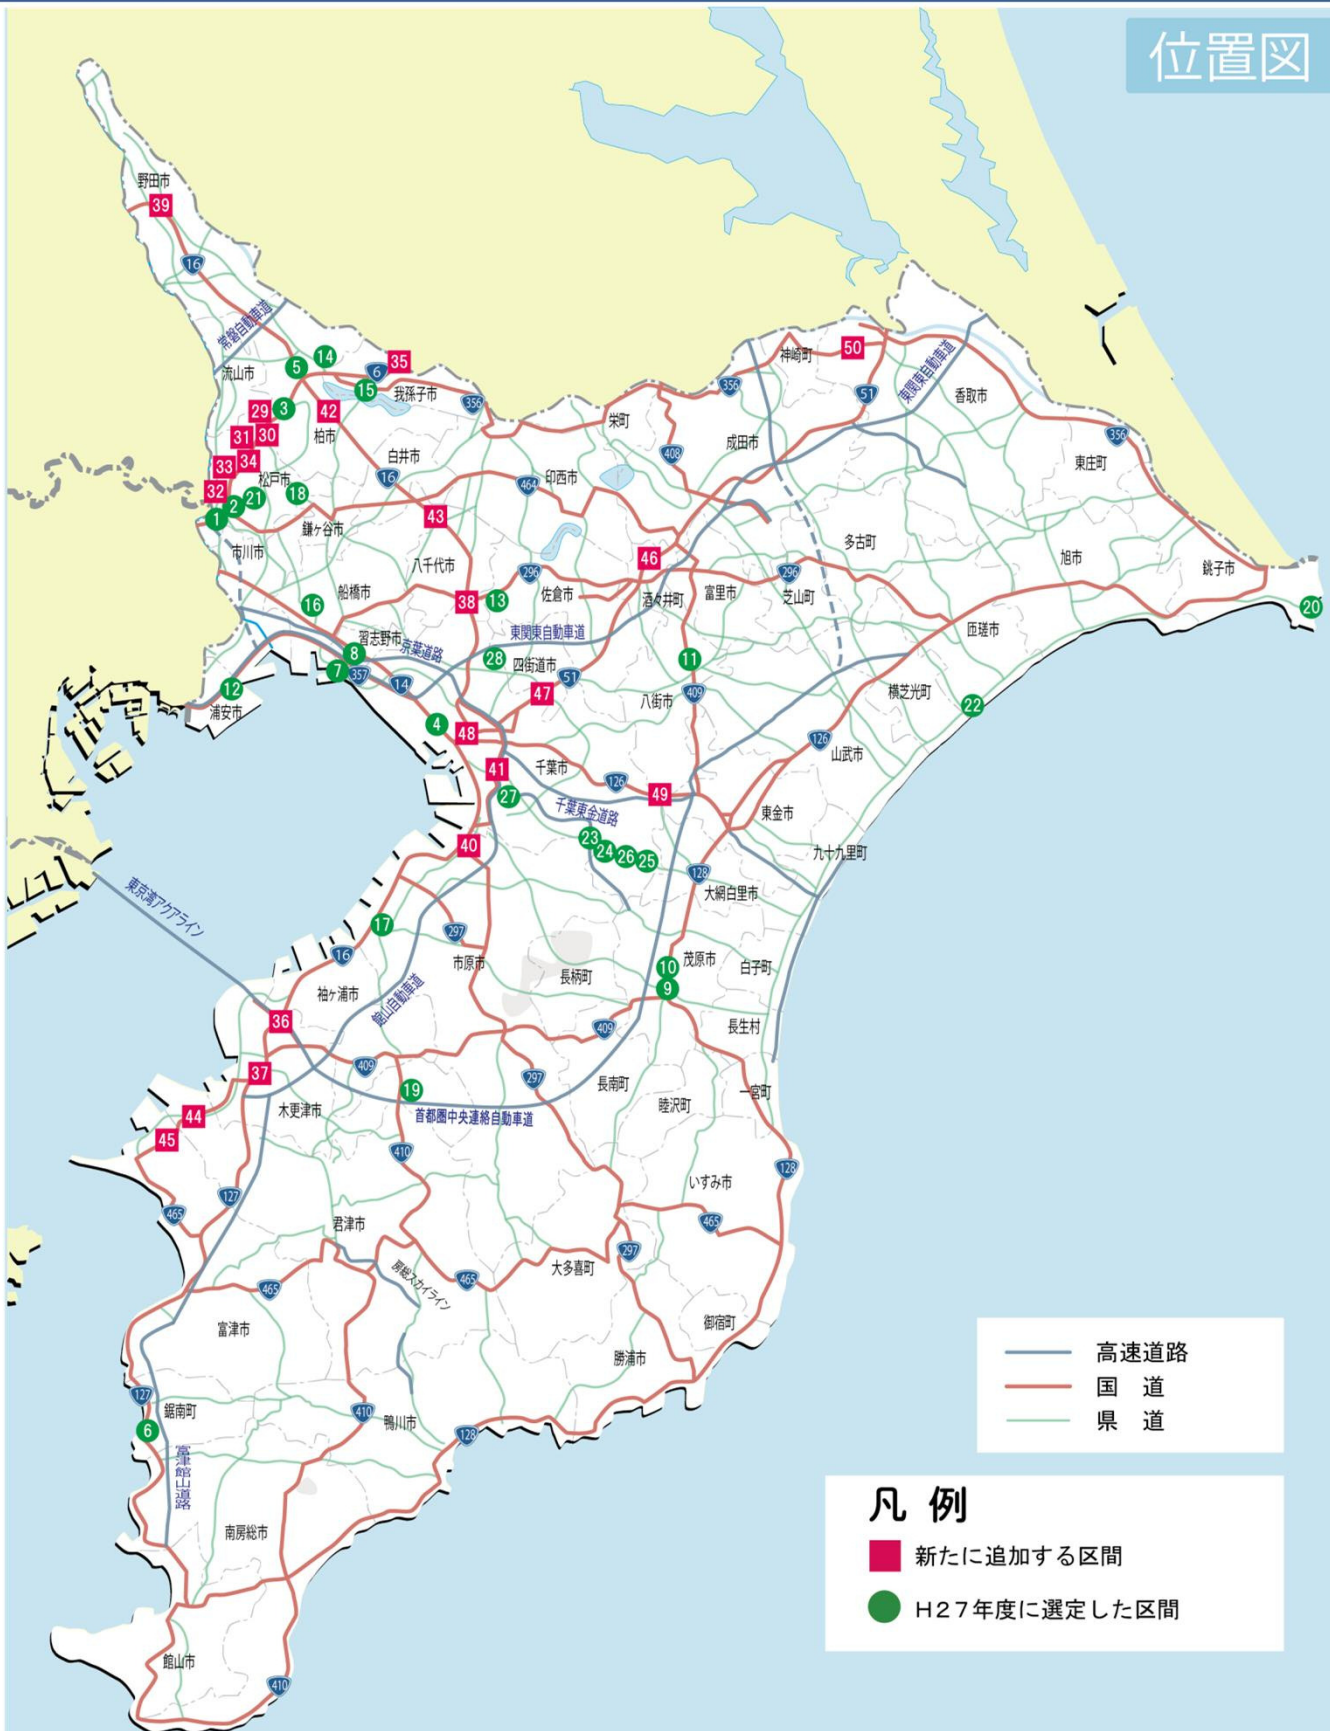 位置図
野田市
39
16
常磐自動車道
流山市
5
14
6
35
15
我孫子市
356
29
3
42
柏市
31
30
33
34
松戸市
32
2
21
18
1
市川市
鎌ヶ谷市
白井市
16
464
印西市
栄町
408
成田市
356
神崎町
50
51
東関東自動車道
香取市
356
東庄町
43
八千代市
船橋市
16
38
13
296
佐倉市
46
酒々井町
富里市
296
芝山町
多古町
旭市
銚子市
20
匝瑳市
習志野市
8
7
357
京葉道路
14
東関東自動車道
28
四街道市
51
11
47
八街市
409
横芝光町
22
12
浦安市
4
48
41
千葉市
126
49
126
山武市
27
千葉東金道路
東金市
23
24
26
25
九十九里町
40
128
大網白里市
東京湾アクアライン
17
297
16
市原市
長柄町
茂原市
10
9
白子町
袖ケ浦市
館山自動車道
36
長生村
409
409
37
19
297
長南町
睦沢町
一宮町
首都圏中央連絡自動車道
木更津市
44
45
410
128
いすみ市
465
127
465
君津市
297
大多喜町
房総スカイライン
465
465
富津市
御宿町
勝浦市
127
鋸南町
6
410
鴨川市
128
富津館山道路
南房総市
館山市
410
高速道路
国　道
県　道
凡 例
新たに追加する区間
H27年度に選定した区間